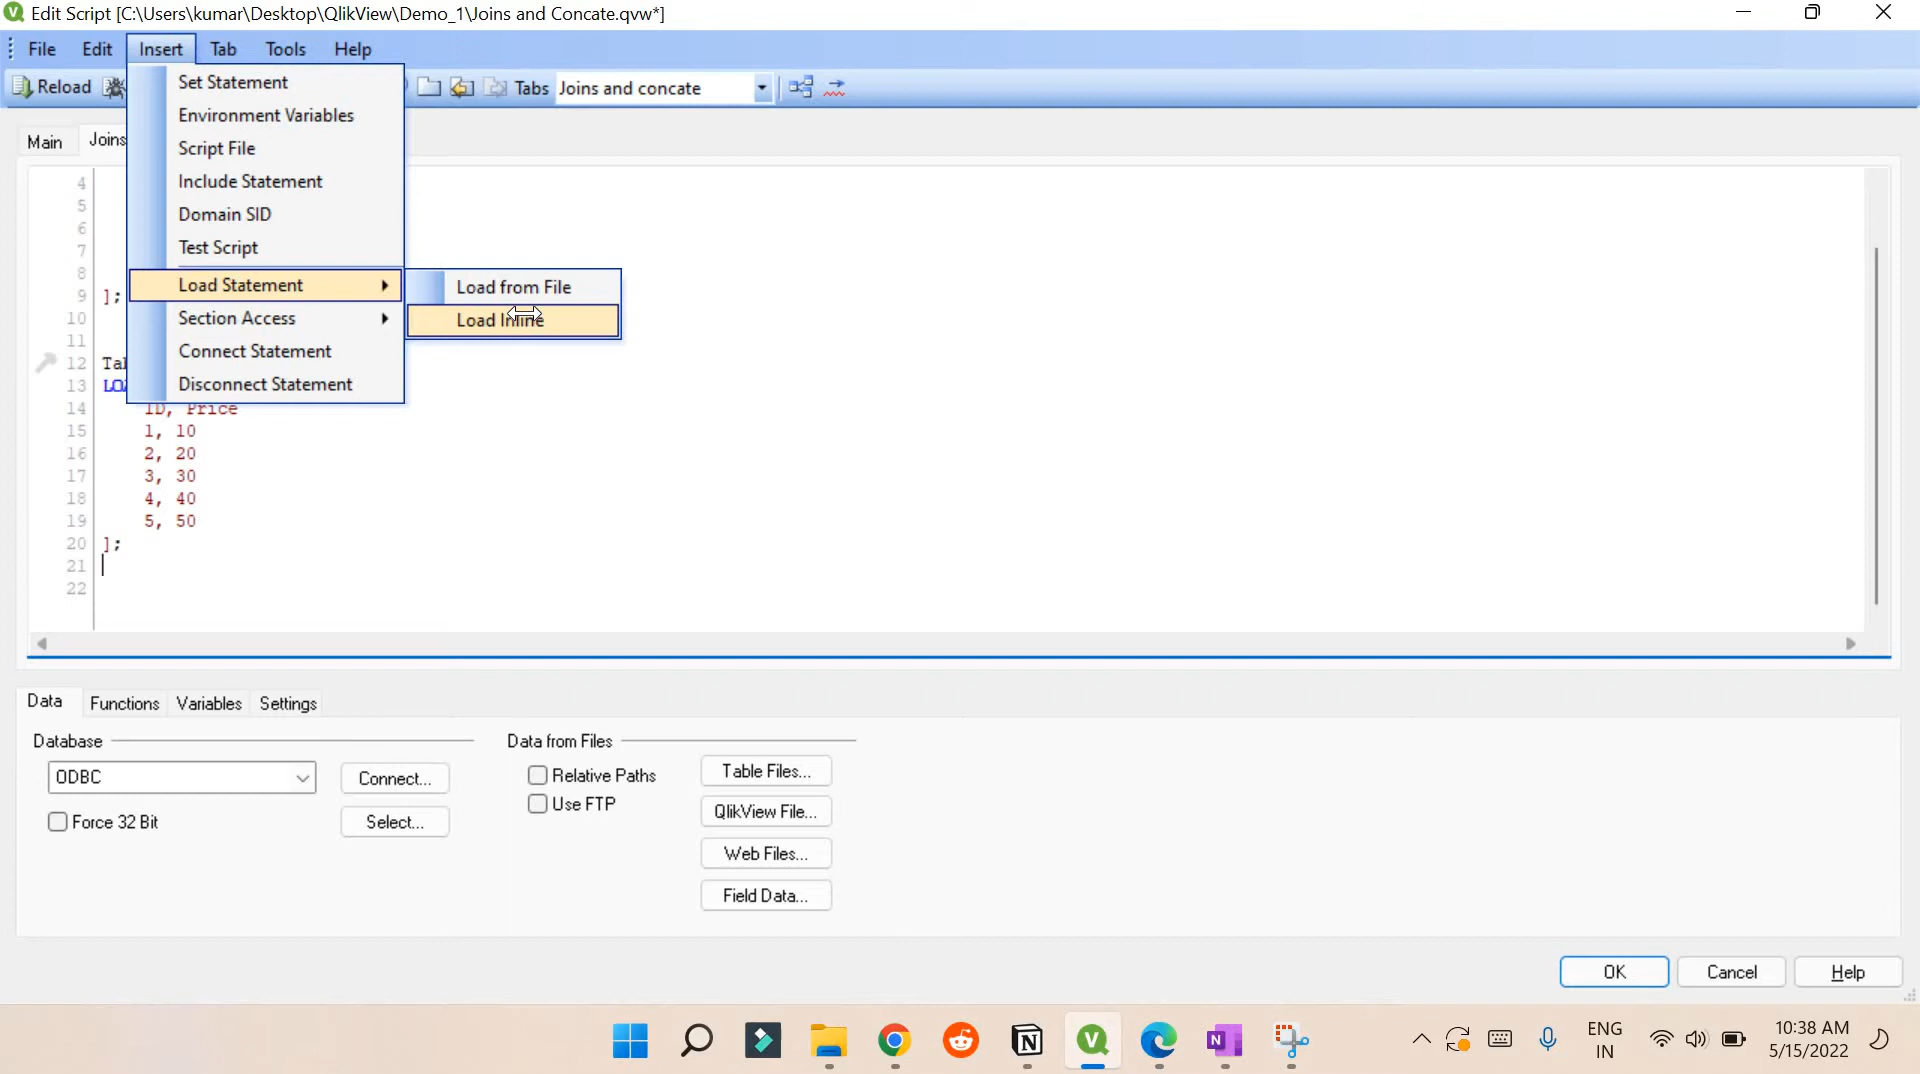 Edit Script [C:\Users\kumar\Desktop\QlikView\Demo_1\Joins and Concate.qvw*]
File Edit Insert Tab Tools Help
Reload Tabs Joins and concate
Set Statement
Environment Variables
Script File
Include Statement
Domain SID
Test Script
Load Statement
Section Access
Connect Statement
Disconnect Statement
Load from File
Load Inline
Main Joins
4
5
6
7
8
9 ];
10
11
12
13
14 ID, Price
15 1, 10
16 2, 20
17 3, 30
18 4, 40
19 5, 50
20 ];
21
22
Data Functions Variables Settings
Database
ODBC
Connect...
Force 32 Bit
Select...
Data from Files
Relative Paths
Use FTP
Table Files...
QlikView File...
Web Files...
Field Data...
OK Cancel Help
ENG
IN
10:38 AM
5/15/2022